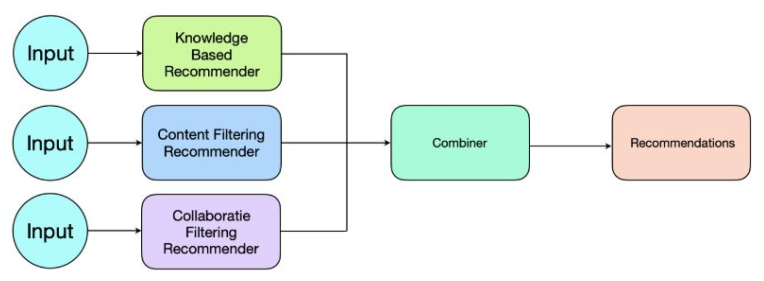 Input
Knowledge
Based
Recommender
Input
Content Filtering
Recommender
Combiner
Recommendations
Input
Collaboratie
Filtering
Recommender